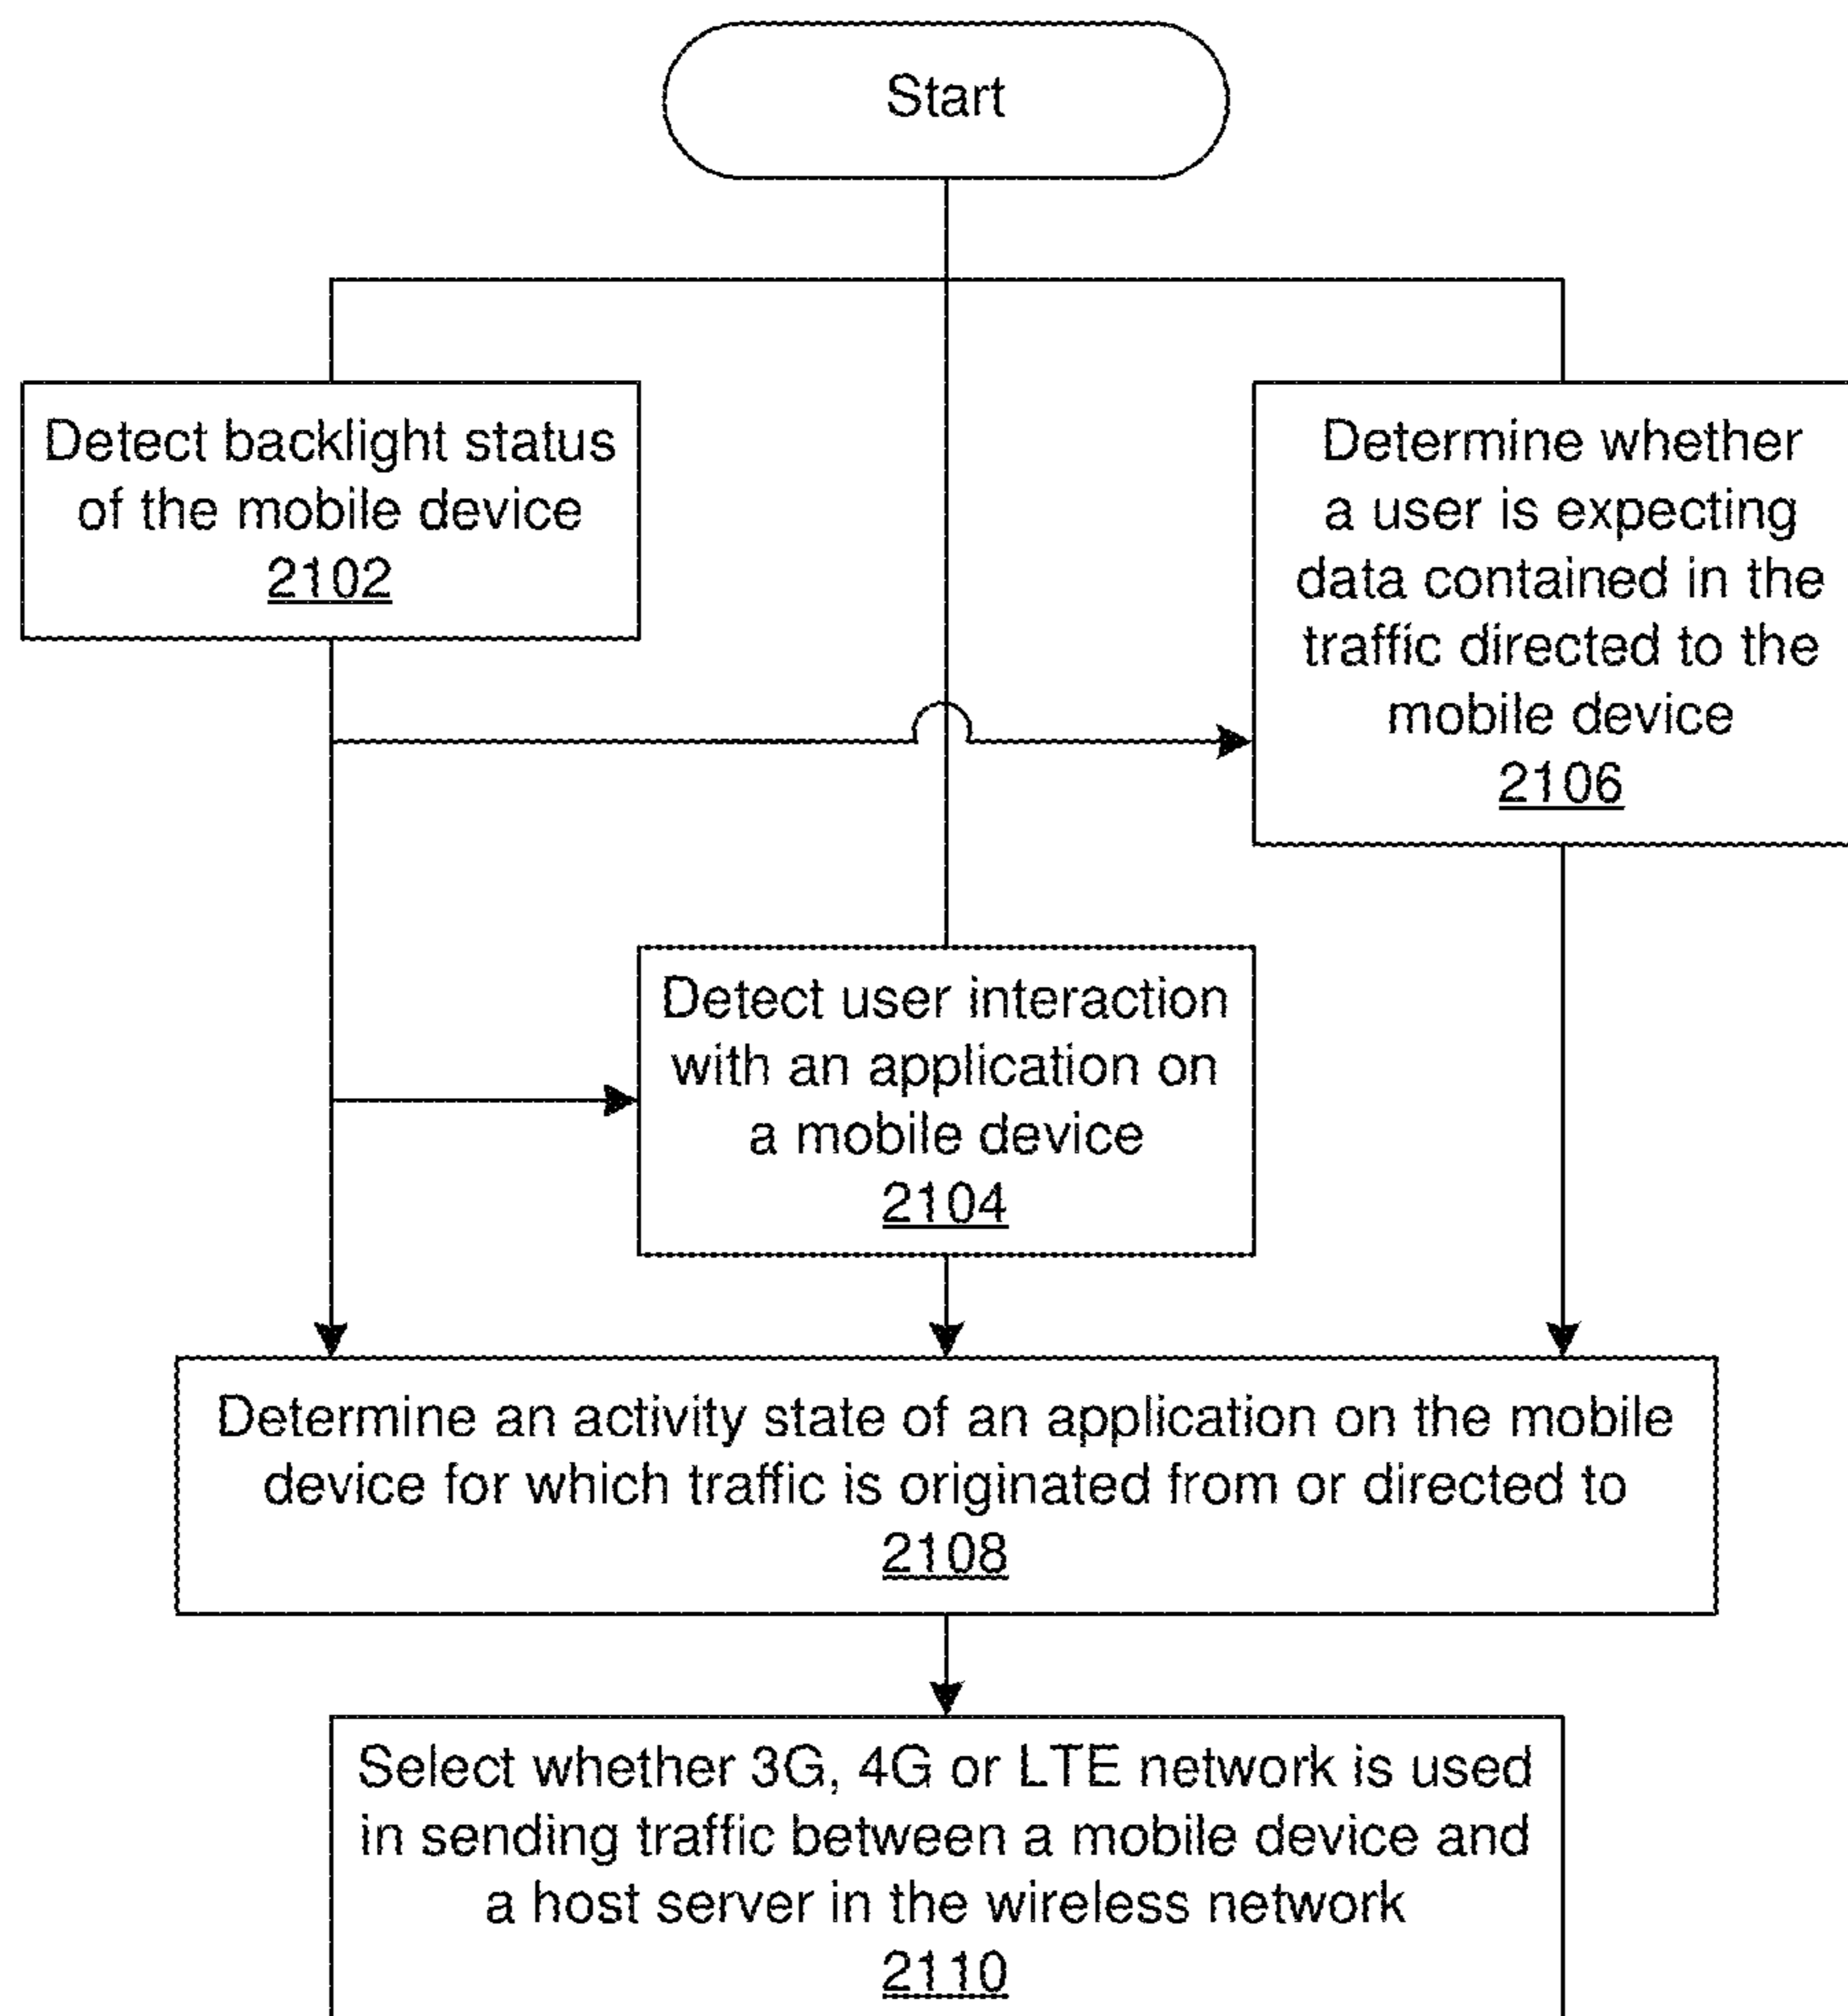 Start
Detect backlight status
of the mobile device
2102
Determine whether
a user is expecting
data contained in the
traffic directed to the
mobile device
2106
Detect user interaction
with an application on
a mobile device
2104
Determine an activity state of an application on the mobile
device for which traffic is originated from or directed to
2108
Select whether 3G, 4G or LTE network is used
in sending traffic between a mobile device and
a host server in the wireless network
2110